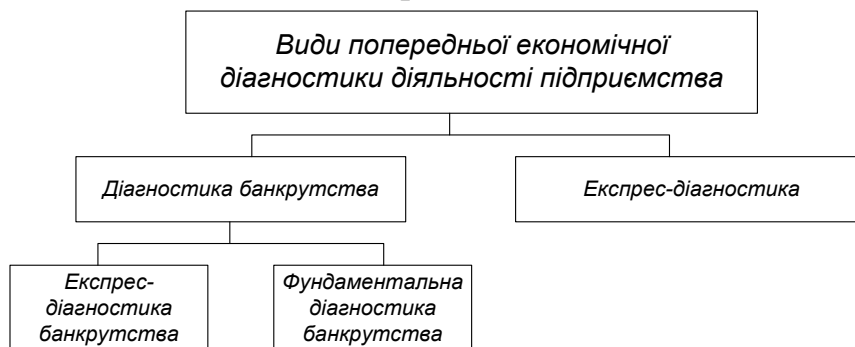 Види попередньої економічної
діагностики діяльності підприємства
Діагностика банкрутства
Експрес-діагностика
Експрес-
діагностика
банкрутства
Фундаментальна
діагностика
банкрутства